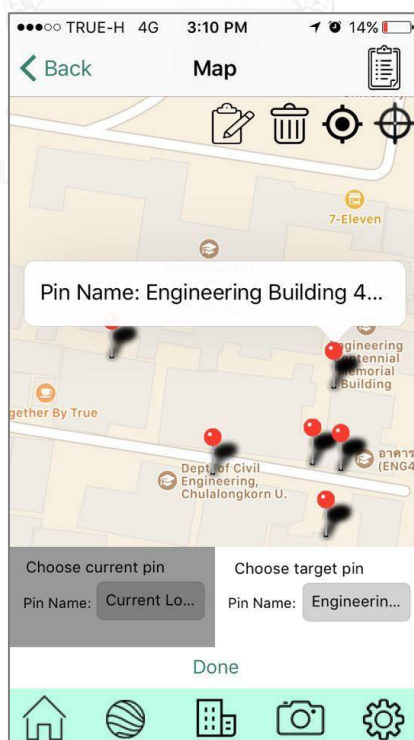 TRUE-H 4G 3:10 PM 14%
Back
Map
7-Eleven
Pin Name: Engineering Building 4...
Memorial
Building
gether By True
Dept. of Civil
Engineering,
Chulalongkorn U.
อาคาร
(ENG4
Choose current pin
Choose target pin
Pin Name: Current Lo...
Pin Name: Engineerin...
Done